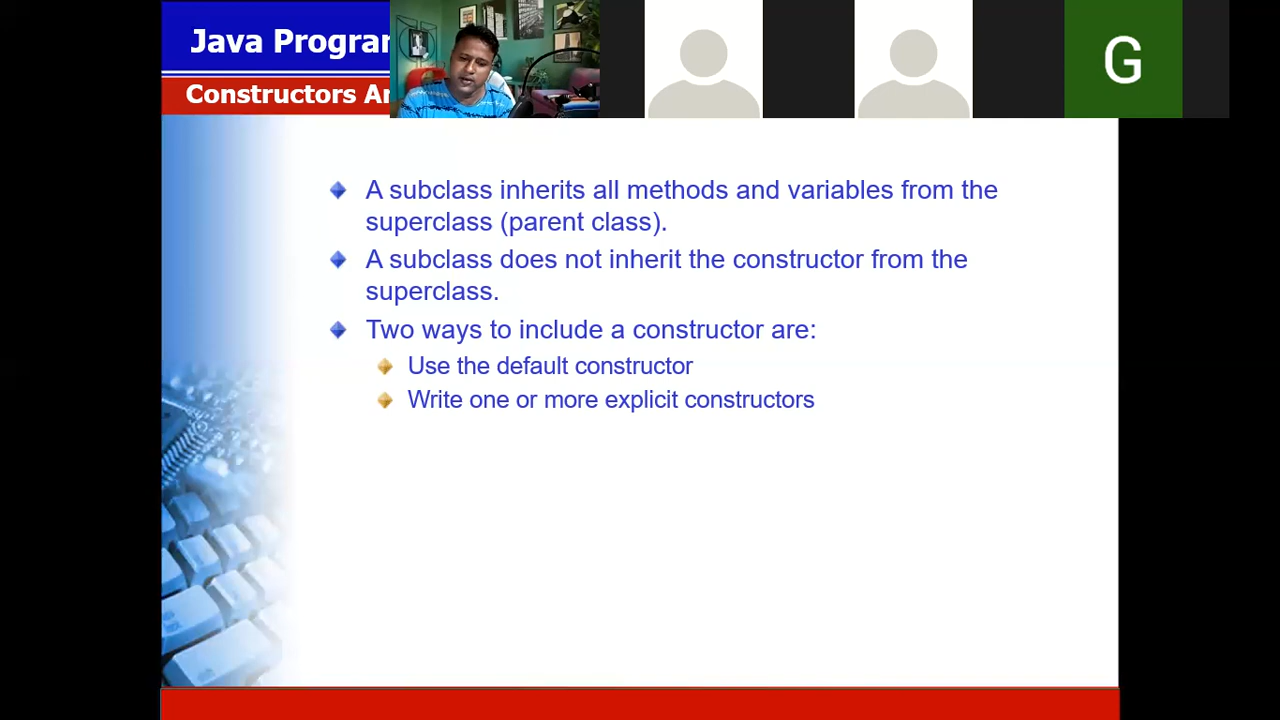 Java Progra
Constructors A
G
A subclass inherits all methods and variables from the
superclass (parent class).
A subclass does not inherit the constructor from the
superclass.
Two ways to include a constructor are:
Use the default constructor
Write one or more explicit constructors